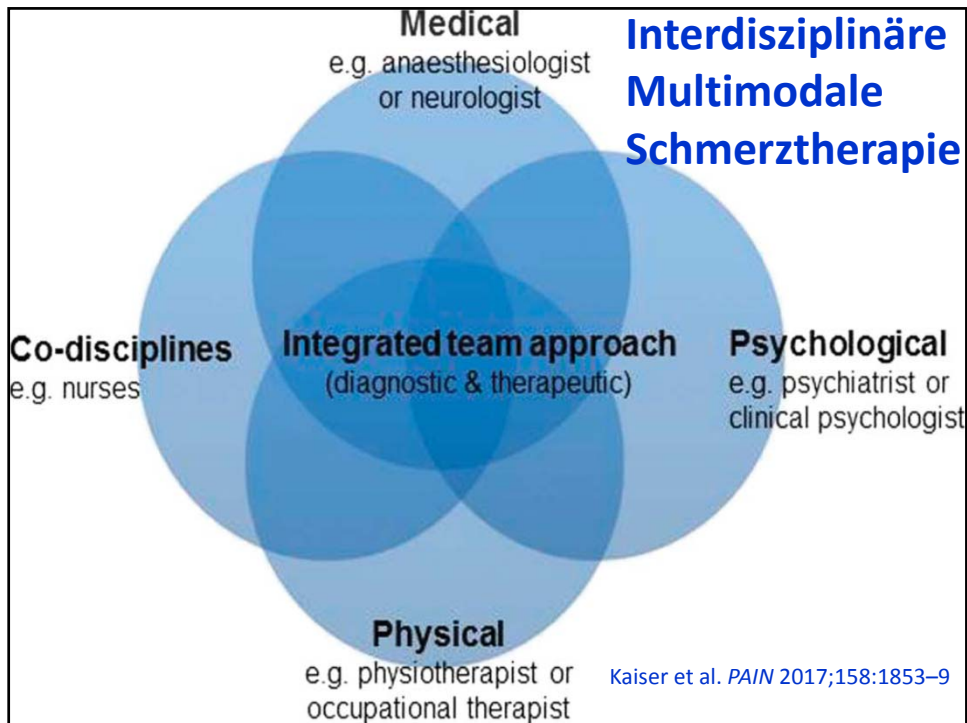 Medical
e.g. anaesthesiologist
or neurologist
Interdisziplinäre
Multimodale
Schmerztherapie
Co-disciplines
e.g. nurses
Integrated team approach
(diagnostic & therapeutic)
Psychological
e.g. psychiatrist or
clinical psychologist
Physical
e.g. physiotherapist or
occupational therapist
Kaiser et al. PAIN 2017;158:1853–9